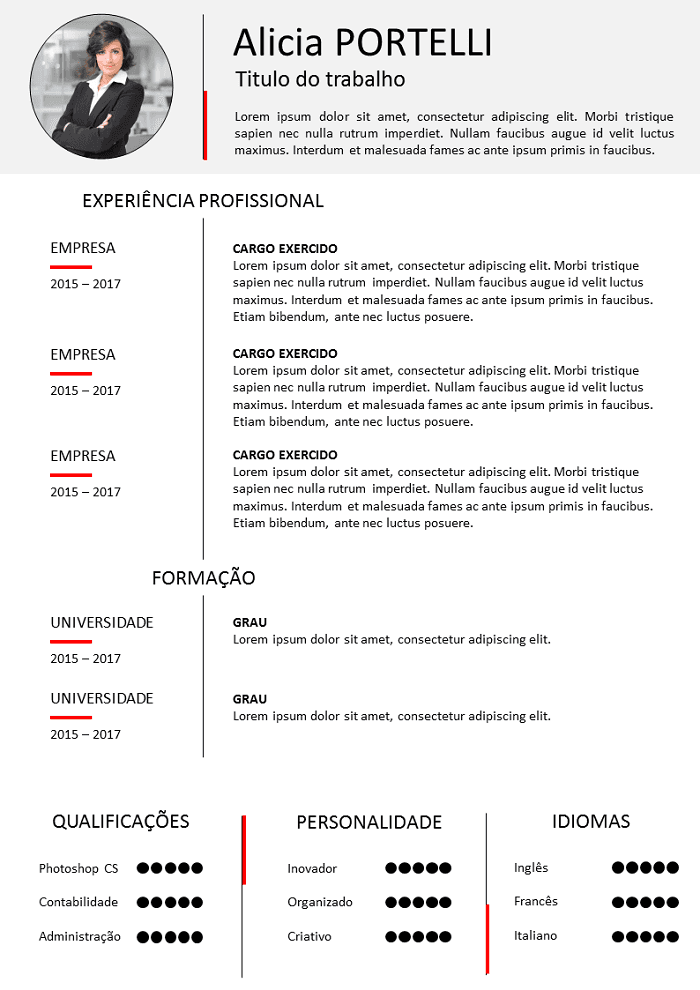 Alicia PORTELLI
Titulo do trabalho
Lorem ipsum dolor sit amet, consectetur adipiscing elit. Morbi tristique
sapien nec nulla rutrum imperdiet. Nullam faucibus augue id velit luctus
maximus. Interdum et malesuada fames ac ante ipsum primis in faucibus.
EXPERIÊNCIA PROFISSIONAL
EMPRESA
2015 – 2017
CARGO EXERCIDO
Lorem ipsum dolor sit amet, consectetur adipiscing elit. Morbi tristique
sapien nec nulla rutrum imperdiet. Nullam faucibus augue id velit luctus
maximus. Interdum et malesuada fames ac ante ipsum primis in faucibus.
Etiam bibendum, ante nec luctus posuere.
EMPRESA
2015 – 2017
CARGO EXERCIDO
Lorem ipsum dolor sit amet, consectetur adipiscing elit. Morbi tristique
sapien nec nulla rutrum imperdiet. Nullam faucibus augue id velit luctus
maximus. Interdum et malesuada fames ac ante ipsum primis in faucibus.
Etiam bibendum, ante nec luctus posuere.
EMPRESA
2015 – 2017
CARGO EXERCIDO
Lorem ipsum dolor sit amet, consectetur adipiscing elit. Morbi tristique
sapien nec nulla rutrum imperdiet. Nullam faucibus augue id velit luctus
maximus. Interdum et malesuada fames ac ante ipsum primis in faucibus.
Etiam bibendum, ante nec luctus posuere.
FORMAÇÃO
UNIVERSIDADE
2015 – 2017
GRAU
Lorem ipsum dolor sit amet, consectetur adipiscing elit.
UNIVERSIDADE
2015 – 2017
GRAU
Lorem ipsum dolor sit amet, consectetur adipiscing elit.
QUALIFICAÇÕES
Photoshop CS
Contabilidade
Administração
PERSONALIDADE
Inovador
Organizado
Criativo
IDIOMAS
Inglês
Francês
Italiano